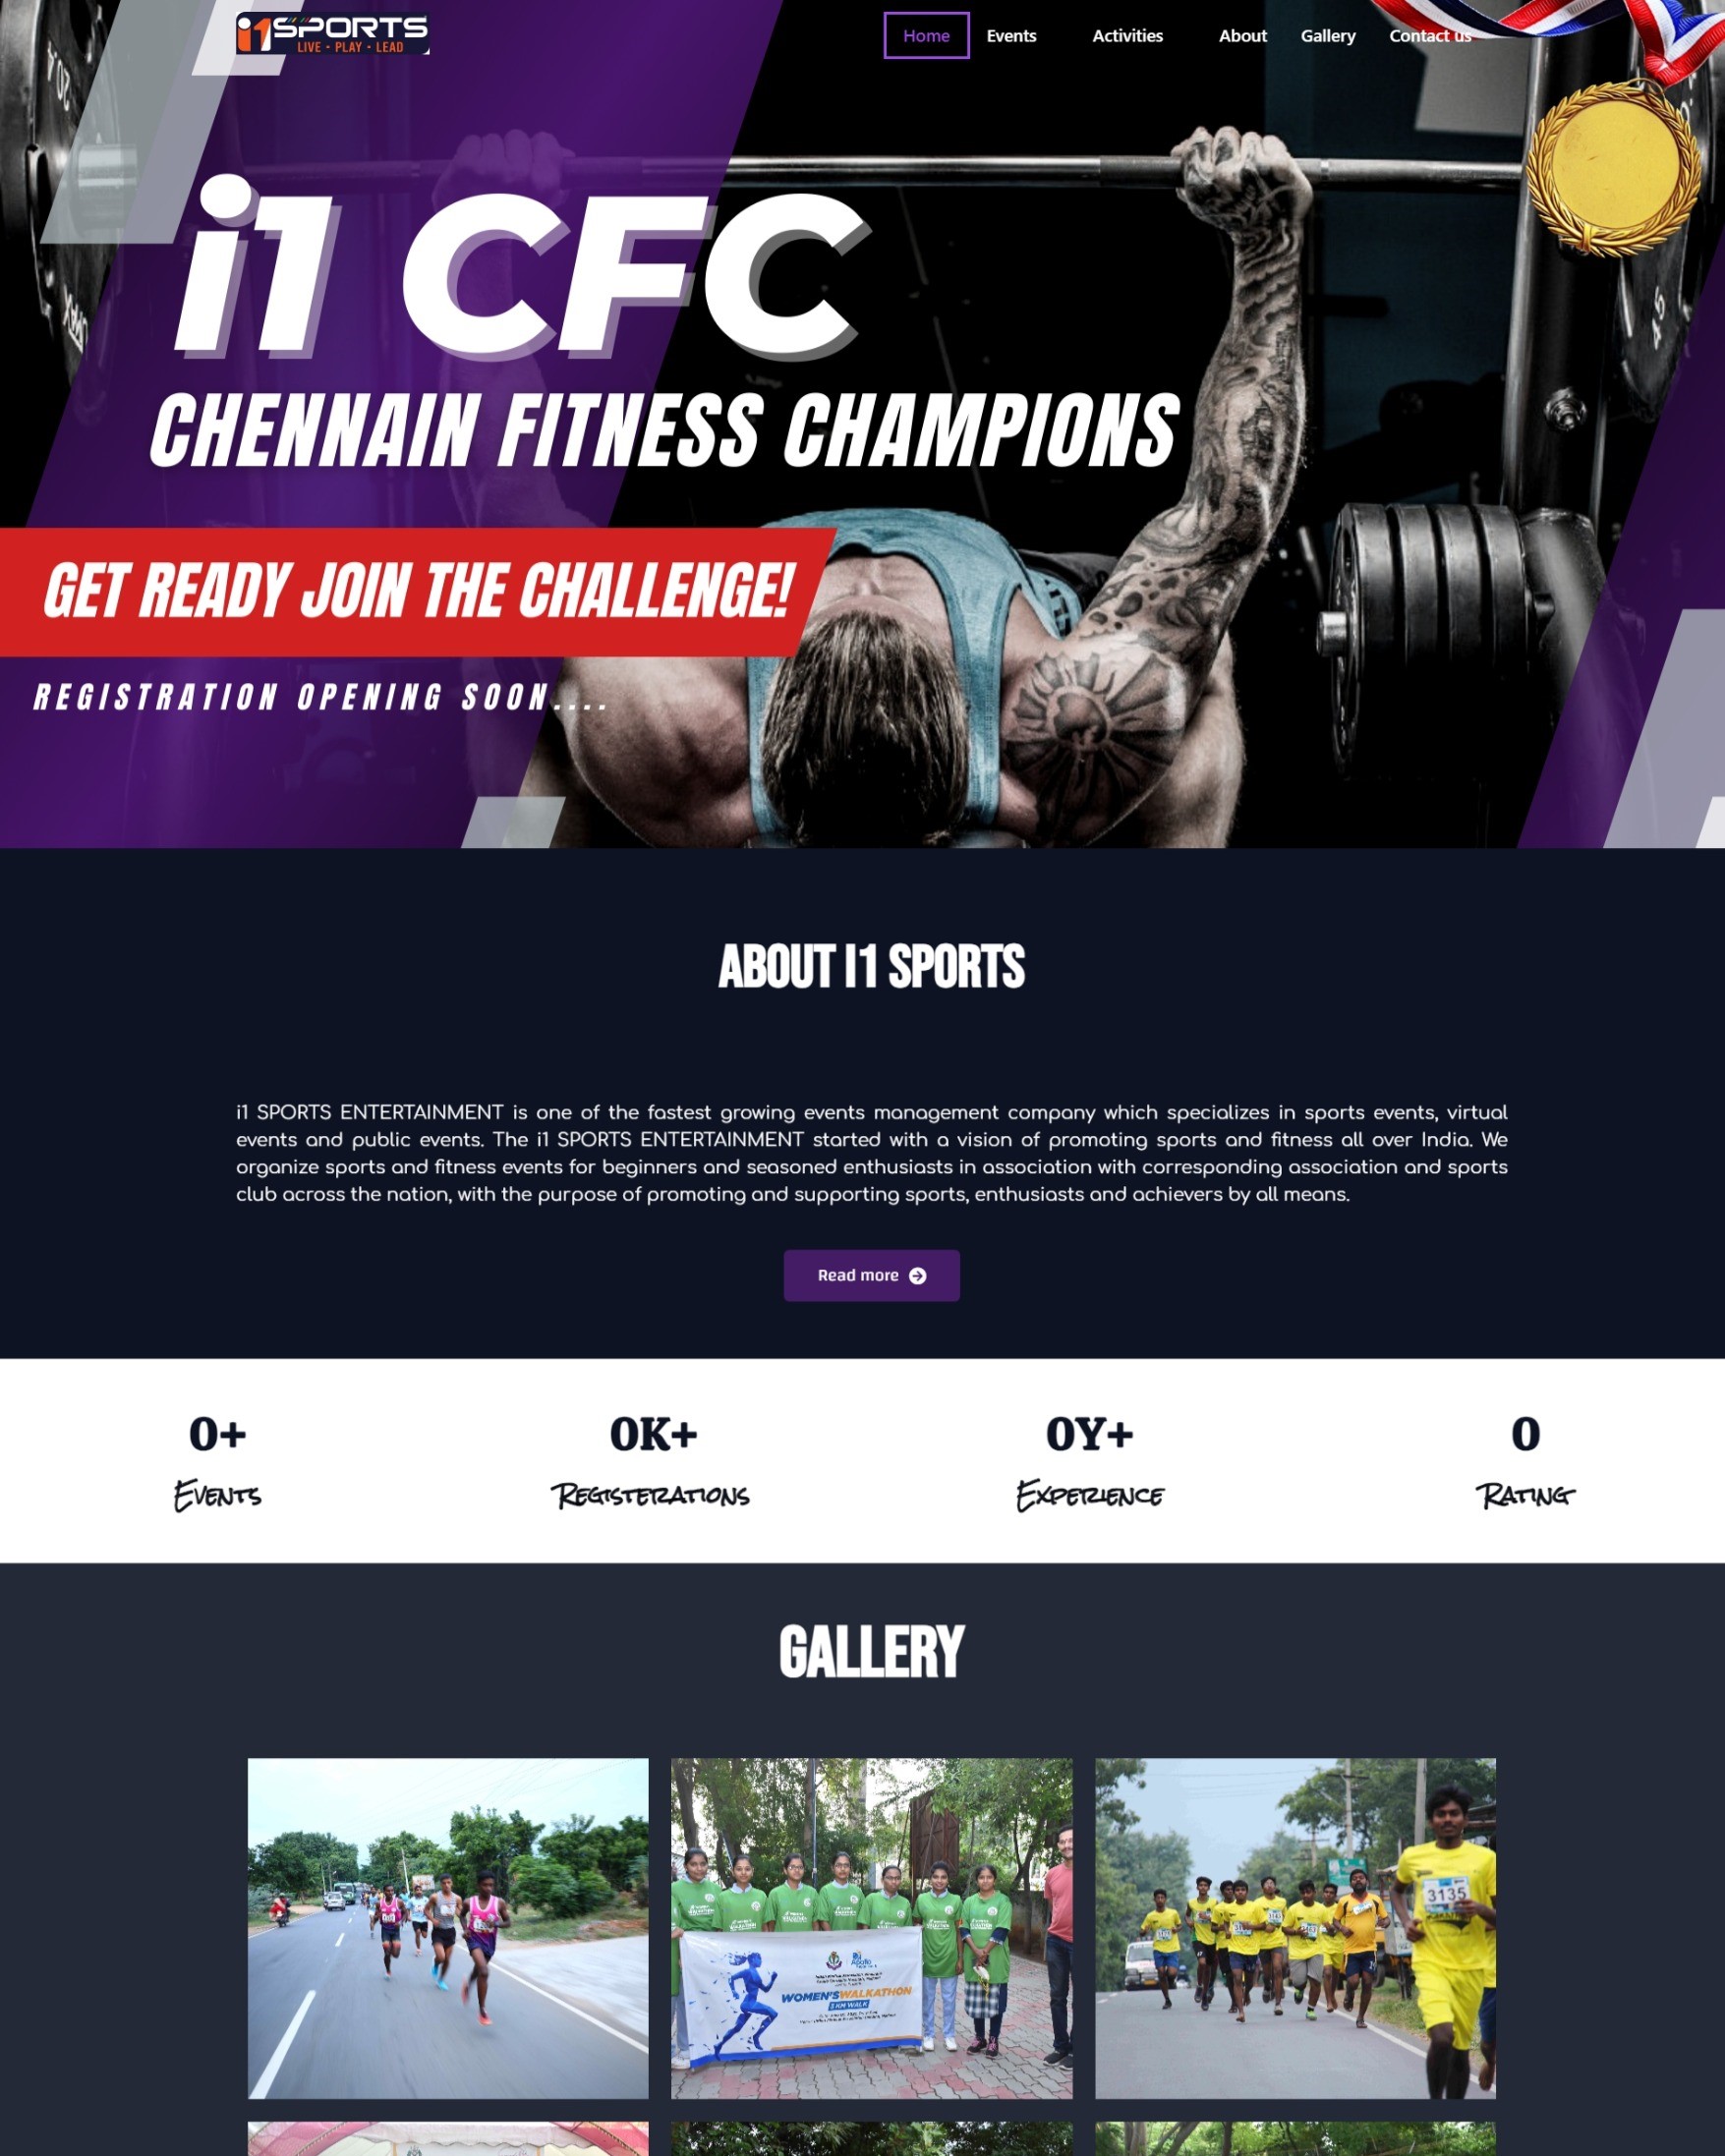 i1SPORTS
LIVE - PLAY - LEAD
Home
Events
Activities
About
Gallery
Contact us
i1 CFC
CHENNAIN FITNESS CHAMPIONS
GET READY JOIN THE CHALLENGE!
REGISTRATION OPENING SOON....
ABOUT I1 SPORTS
i1 SPORTS ENTERTAINMENT is one of the fastest growing events management company which specializes in sports events, virtual
events and public events. The i1 SPORTS ENTERTAINMENT started with a vision of promoting sports and fitness all over India. We
organize sports and fitness events for beginners and seasoned enthusiasts in association with corresponding association and sports
club across the nation, with the purpose of promoting and supporting sports, enthusiasts and achievers by all means.
Read more
0+
Events
0K+
Registerations
0Y+
Experience
0
Rating
GALLERY
WOMEN'S WALKATHON
3 KM WALK
3135